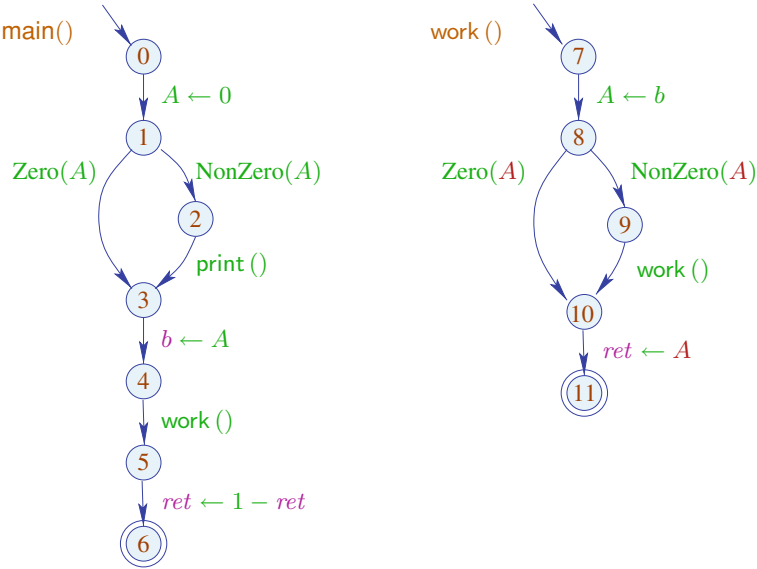 main()
0
A ← 0
1
Zero(A)
NonZero(A)
2
print ()
3
b ← A
4
work ()
5
ret ← 1 − ret
6
work ()
7
A ← b
8
Zero(A)
NonZero(A)
9
work ()
10
ret ← A
11